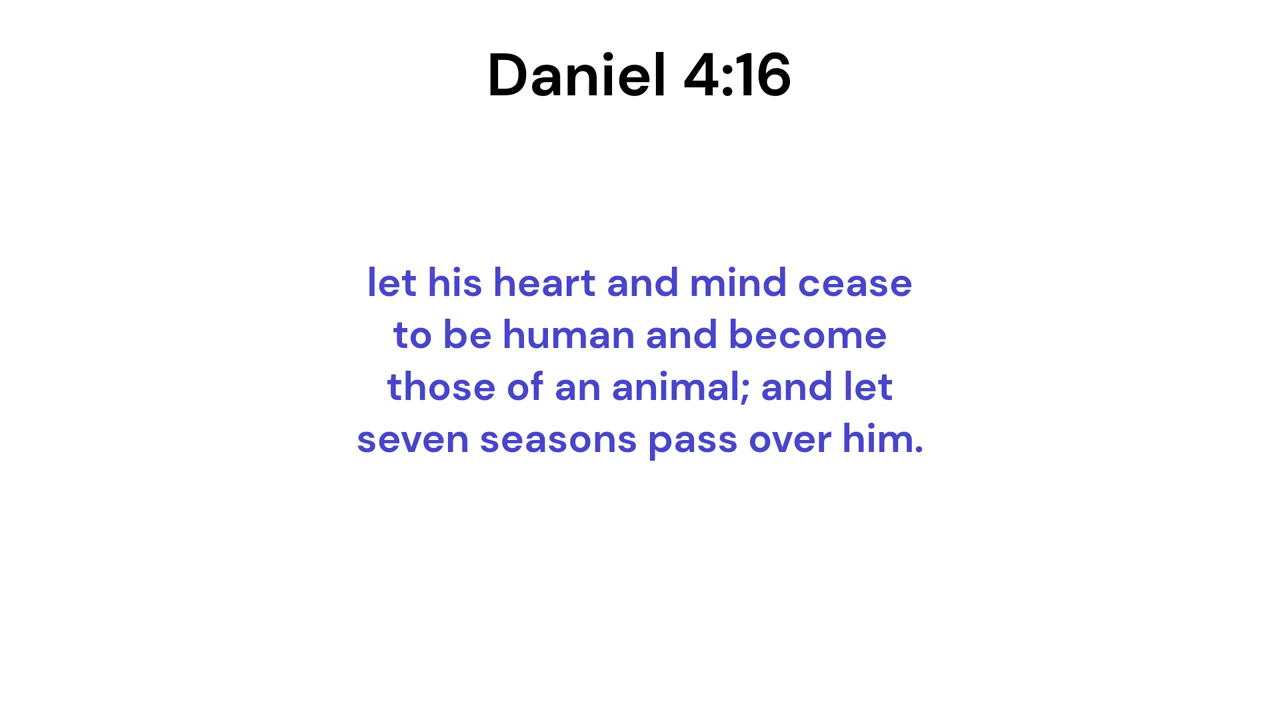 Daniel 4:16
let his heart and mind cease
to be human and become
those of an animal; and let
seven seasons pass over him.